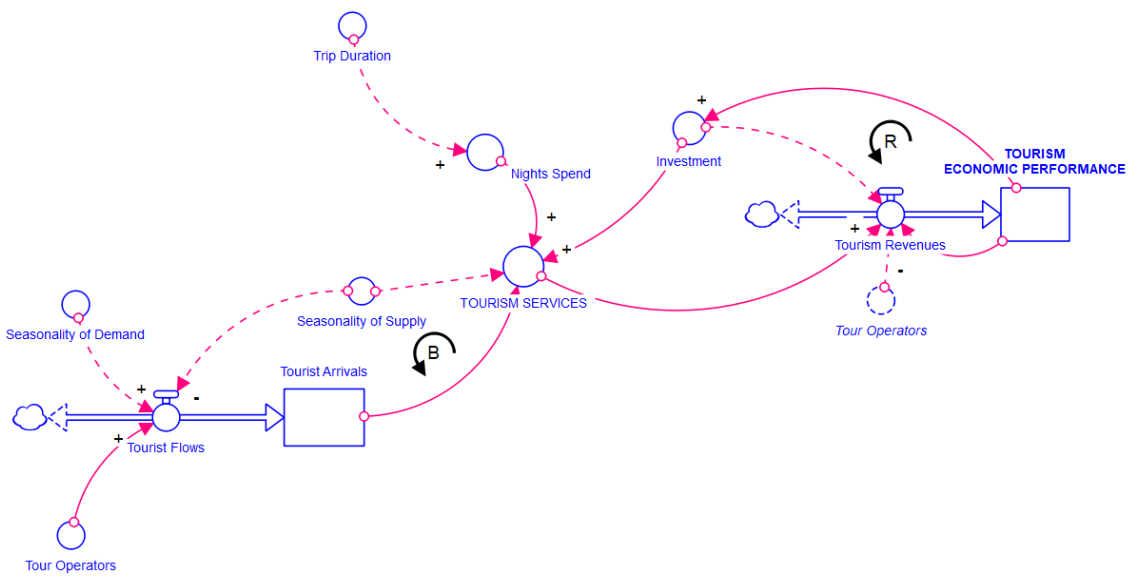 Trip Duration
+
+
Nights Spend
+
Investment
R
TOURISM
ECONOMIC PERFORMANCE
+
+
Tourism Revenues
-
Tour Operators
TOURISM SERVICES
Seasonality of Supply
Seasonality of Demand
B
Tourist Arrivals
+
-
+
Tourist Flows
Tour Operators